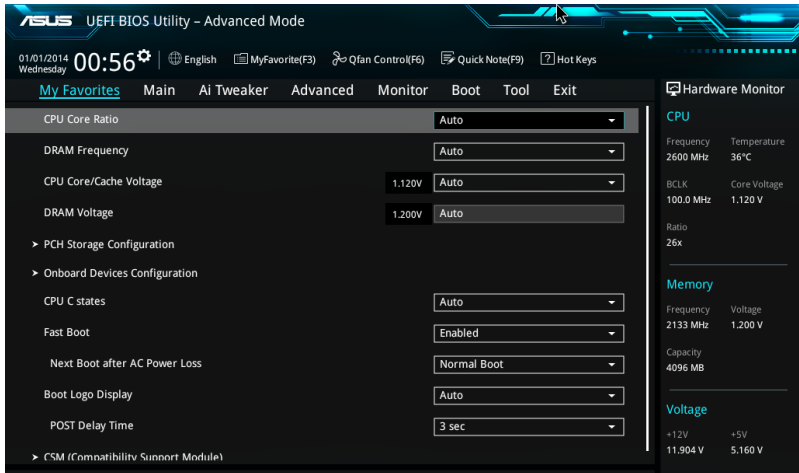 ASUS UEFI BIOS Utility – Advanced Mode
01/01/2014 Wednesday 00:56 English MyFavorite(F3) Qfan Control(F6) Quick Note(F9) ? Hot Keys
My Favorites Main Ai Tweaker Advanced Monitor Boot Tool Exit
CPU Core Ratio Auto
DRAM Frequency Auto
CPU Core/Cache Voltage 1.120V Auto
DRAM Voltage 1.200V Auto
PCH Storage Configuration
Onboard Devices Configuration
CPU C states Auto
Fast Boot Enabled
Next Boot after AC Power Loss Normal Boot
Boot Logo Display Auto
POST Delay Time 3 sec
CSM (Compatibility Support Module)
Hardware Monitor
CPU
Frequency Temperature
2600 MHz 36°C
BCLK Core Voltage
100.0 MHz 1.120 V
Ratio
26x
Memory
Frequency Voltage
2133 MHz 1.200 V
Capacity
4096 MB
Voltage
+12V +5V
11.904 V 5.160 V